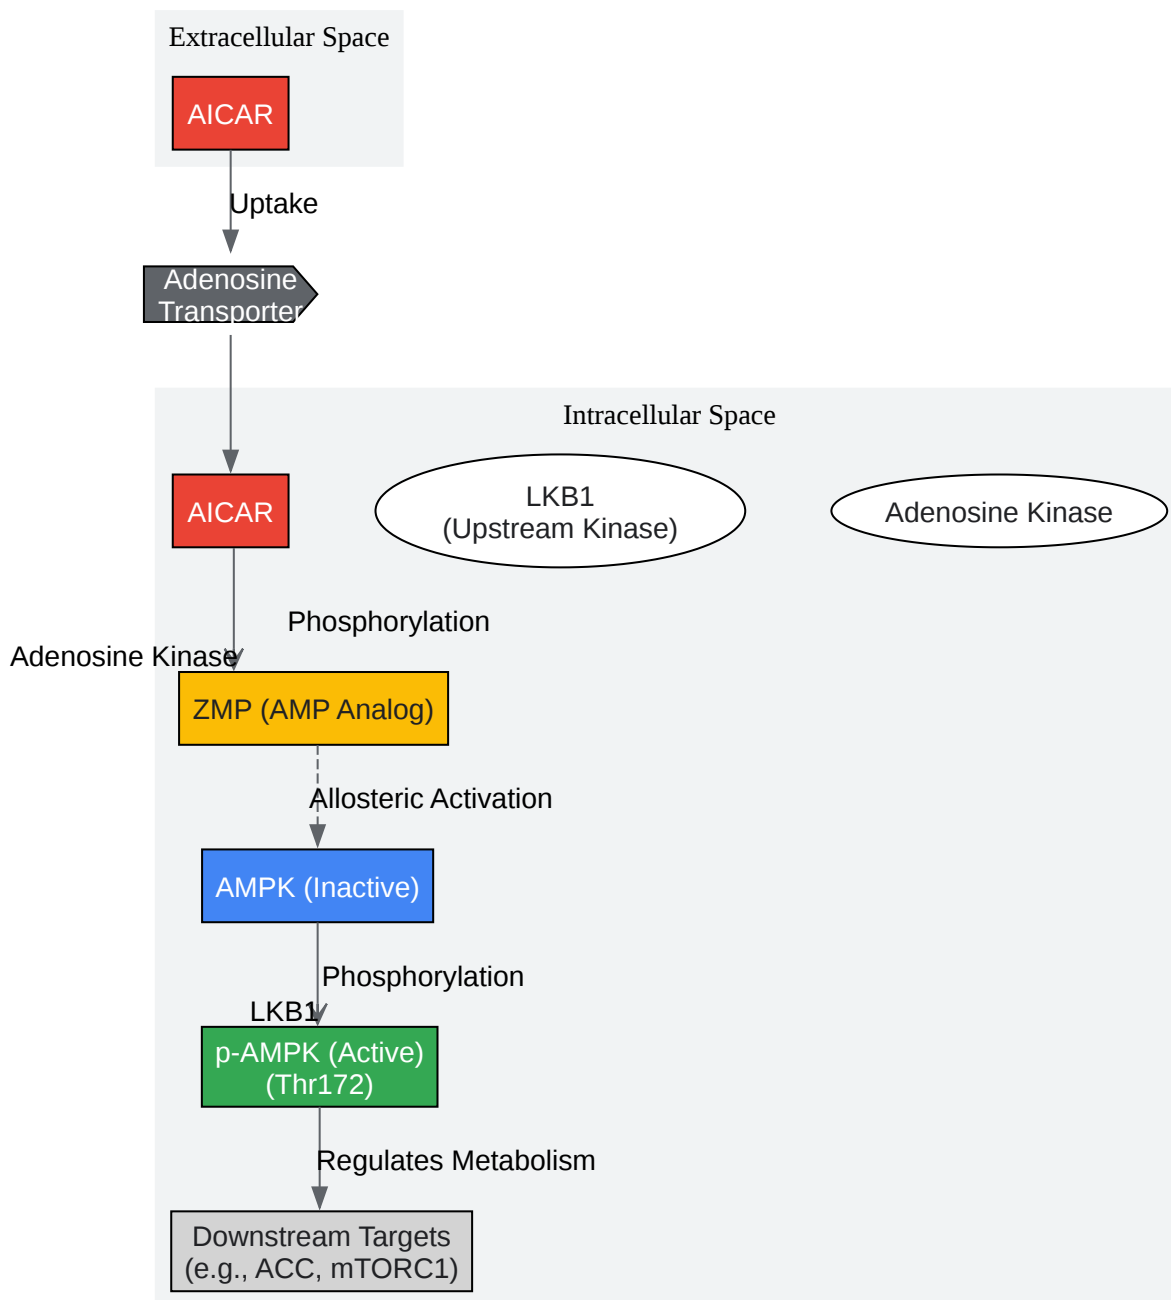 Extracellular Space
AICAR
Uptake
Adenosine
Transporter
Intracellular Space
AICAR
LKB1
(Upstream Kinase)
Adenosine Kinase
Phosphorylation
Adenosine Kinase
ZMP (AMP Analog)
Allosteric Activation
AMPK (Inactive)
Phosphorylation
LKB1
p-AMPK (Active)
(Thr172)
Regulates Metabolism
Downstream Targets
(e.g., ACC, mTORC1)